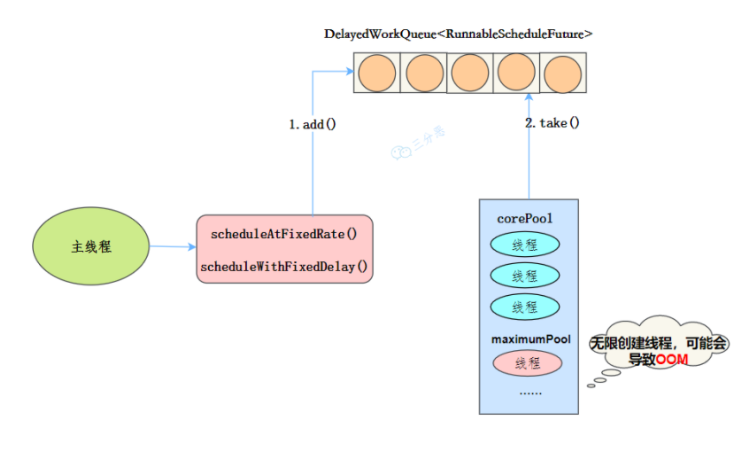 DelayedWorkQueue<RunnableScheduleFuture>
1.add()
三分恶
2.take()
主线程
scheduleAtFixedRate()
scheduleWithFixedDelay()
corePool
线程
线程
线程
maximumPool
线程
......
无限创建线程，可能会
导致OOM